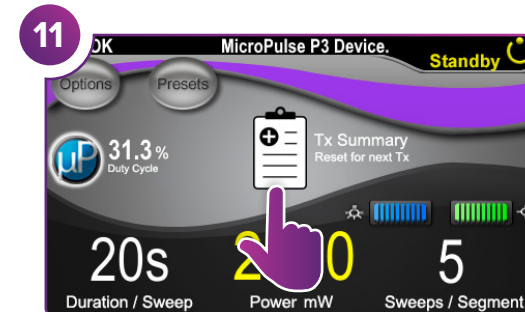 11
OK
MicroPulse P3 Device.
Standby
Options
Presets
µP
31.3 %
Duty Cycle
Tx Summary
Reset for next Tx
20s
5
Duration / Sweep
Power mW
Sweeps / Segment